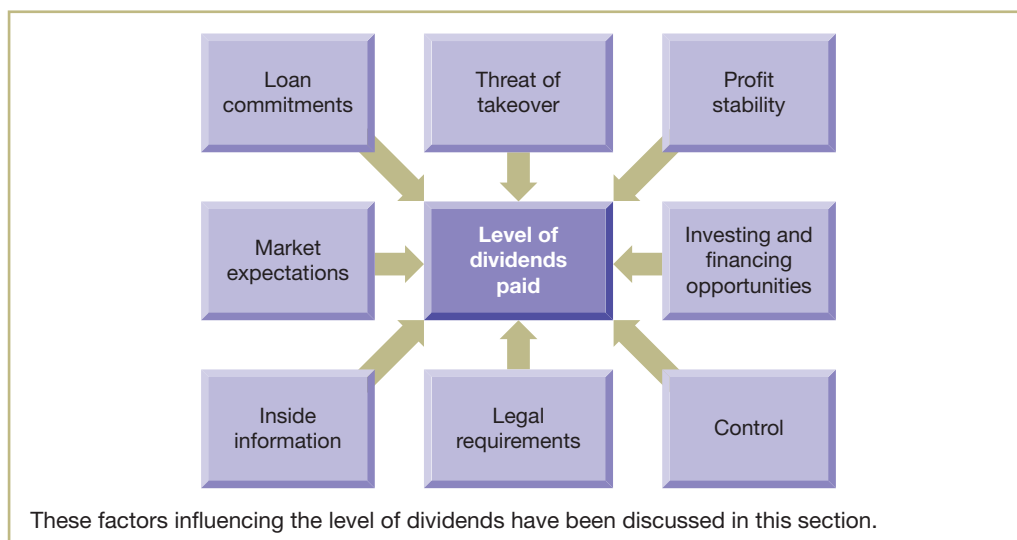 Loan
commitments
Threat of
takeover
Profit
stability
Market
expectations
Level of
dividends
paid
Investing and
financing
opportunities
Inside
information
Legal
requirements
Control
These factors influencing the level of dividends have been discussed in this section.